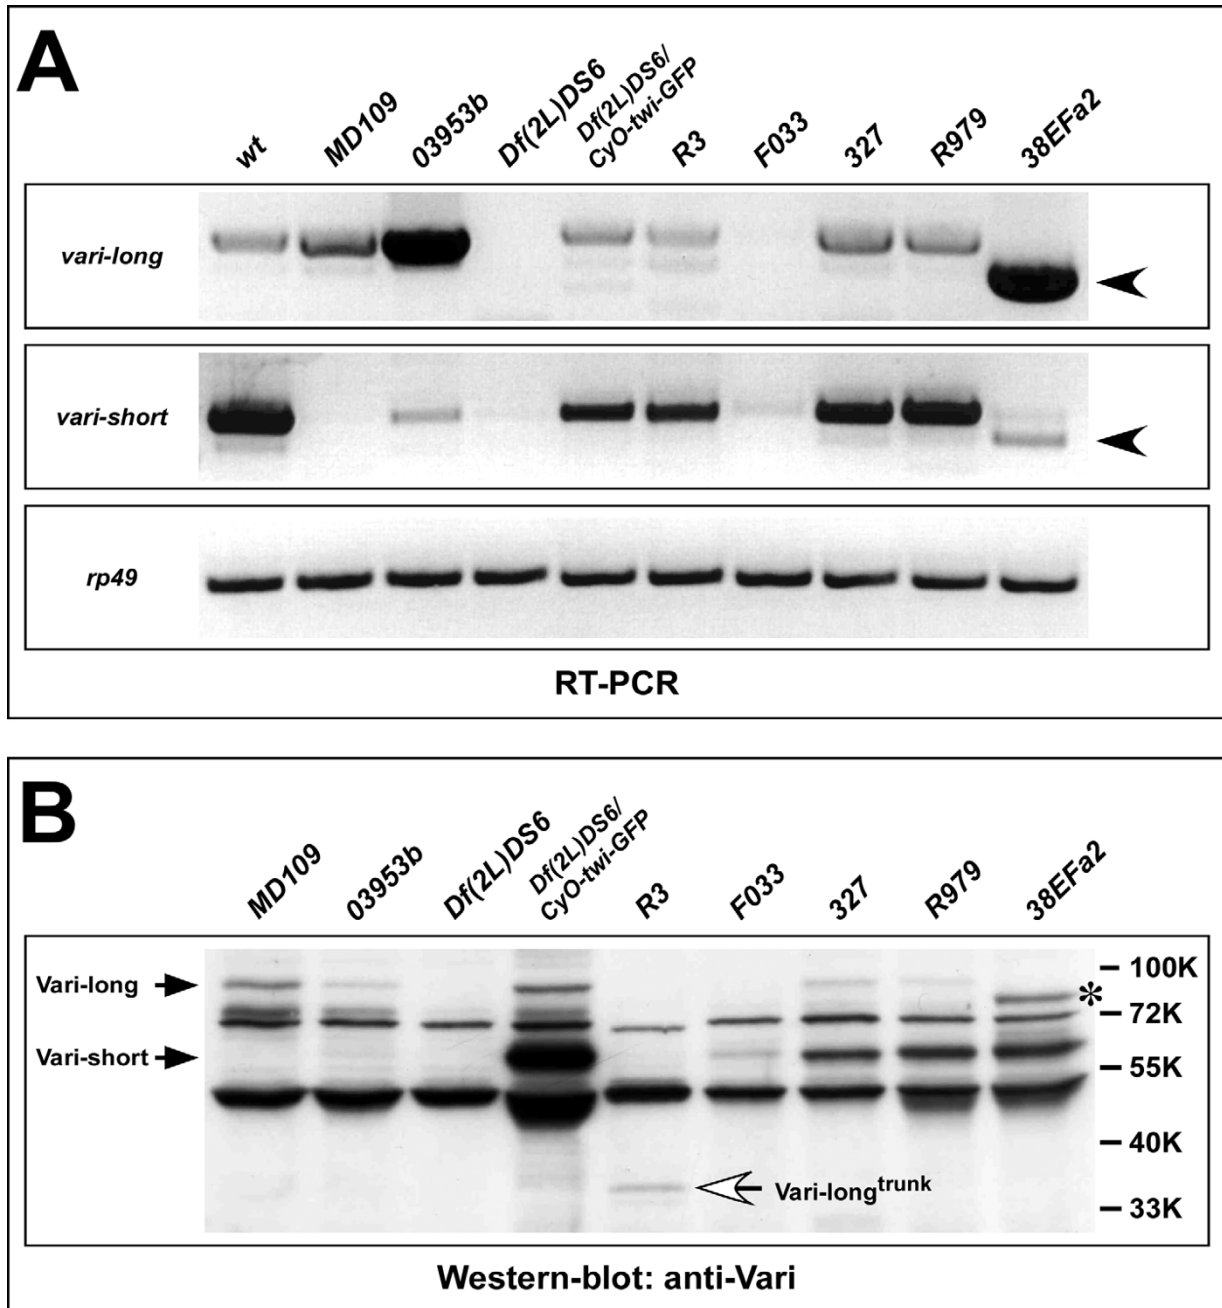 A
wt
MD109
03953b
Df(2L)DS6
Df(2L)DS6/
CyO-twi-GFP
R3
F033
327
R979
38EFa2
vari-long
vari-short
rp49
RT-PCR
B
MD109
03953b
Df(2L)DS6
Df(2L)DS6/
CyO-twi-GFP
R3
F033
327
R979
38EFa2
Vari-long
100K
*
72K
Vari-short
55K
40K
Vari-longtrunk
33K
Western-blot: anti-Vari